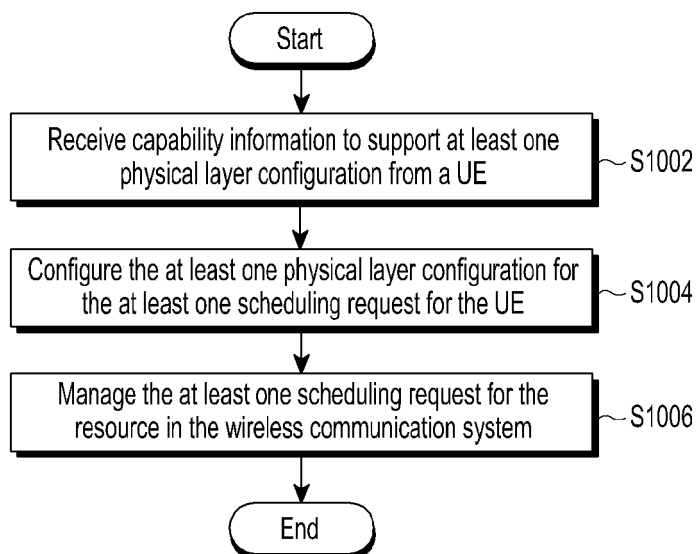 Start
Receive capability information to support at least one
physical layer configuration from a UE
S1002
Configure the at least one physical layer configuration for
the at least one scheduling request for the UE
S1004
Manage the at least one scheduling request for the
resource in the wireless communication system
S1006
End